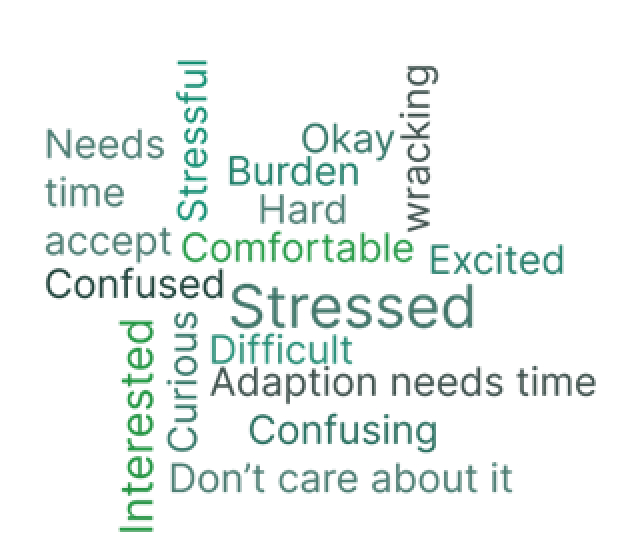 Stressful
wracking
Okay
Needs
time
accept
Burden
Hard
Comfortable
Excited
Confused
Stressed
Interested
Curious
Difficult
Adaption needs time
Confusing
Don't care about it